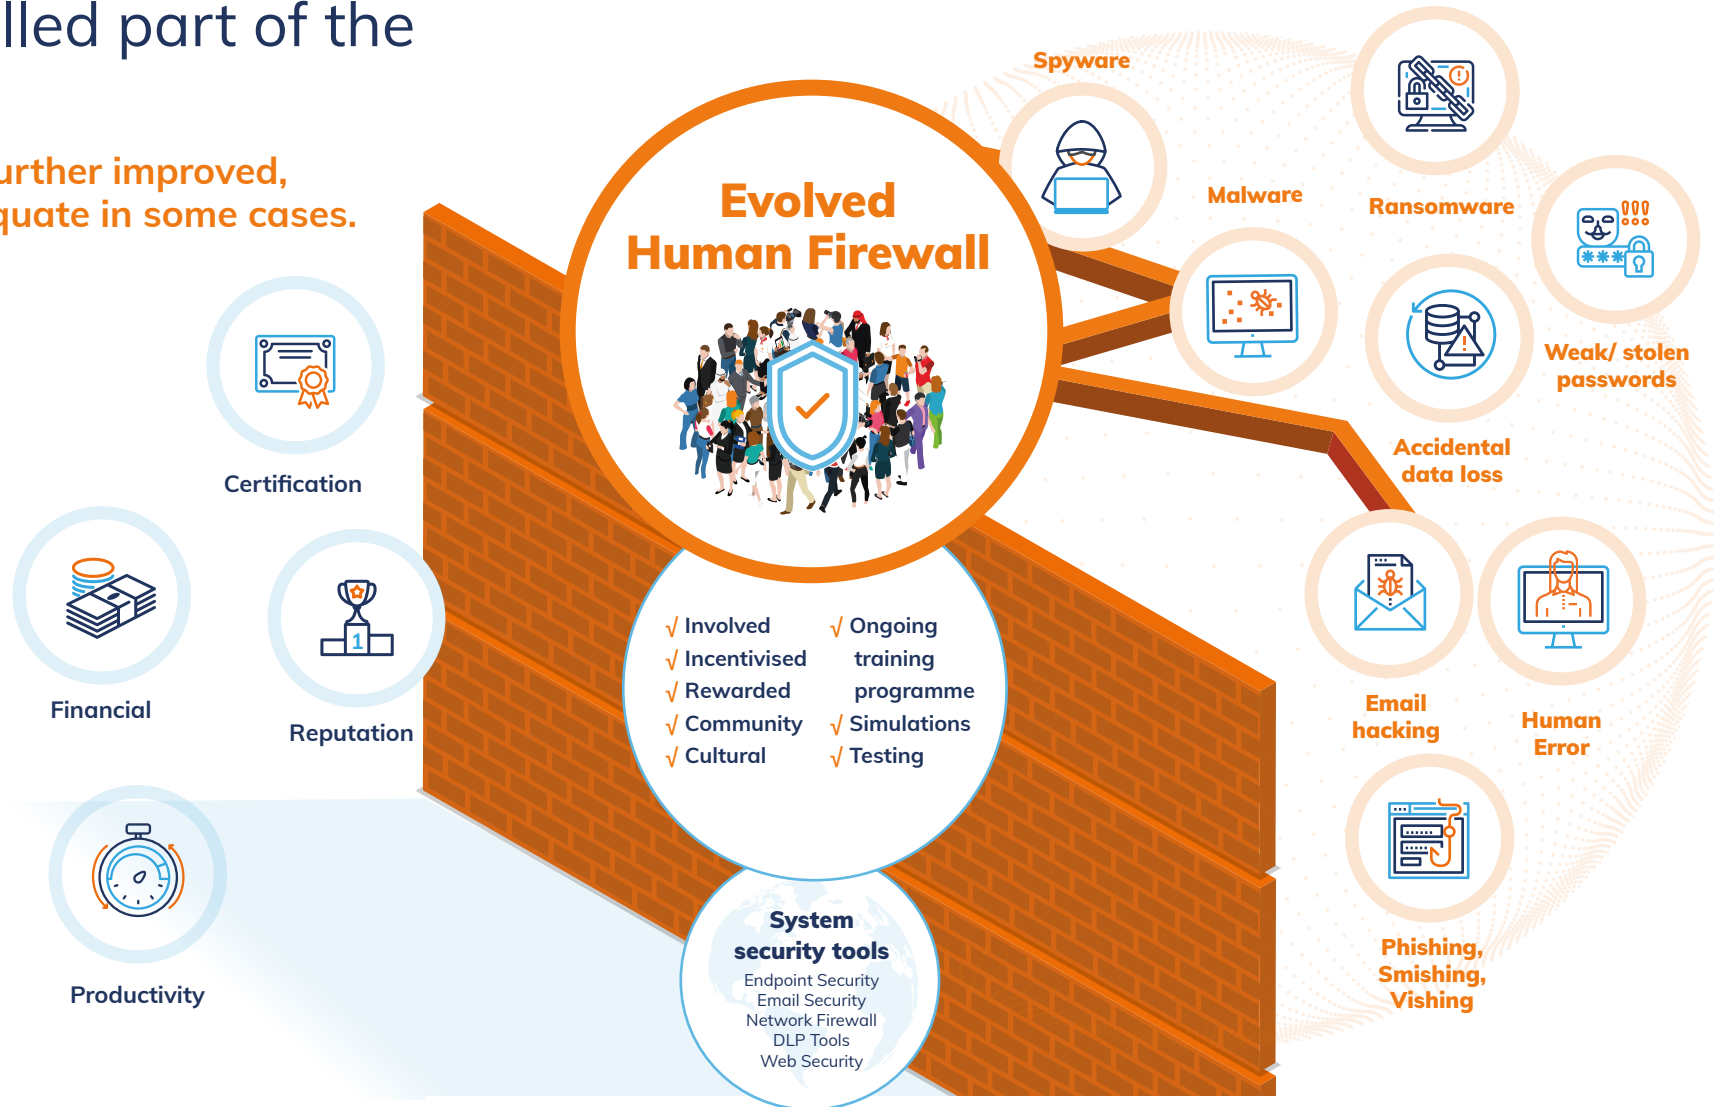 lled part of the
urther improved,
quate in some cases.
Certification
Financial
Reputation
1
Productivity
Evolved
Human Firewall
√ Involved
√ Incentivised
√ Rewarded
√ Community
√ Cultural
√ Ongoing
training
programme
√ Simulations
√ Testing
System
security tools
Endpoint Security
Email Security
Network Firewall
DLP Tools
Web Security
Spyware
Malware
Ransomware
Weak/ stolen
passwords
Accidental
data loss
Email
hacking
Human
Error
Phishing,
Smishing,
Vishing